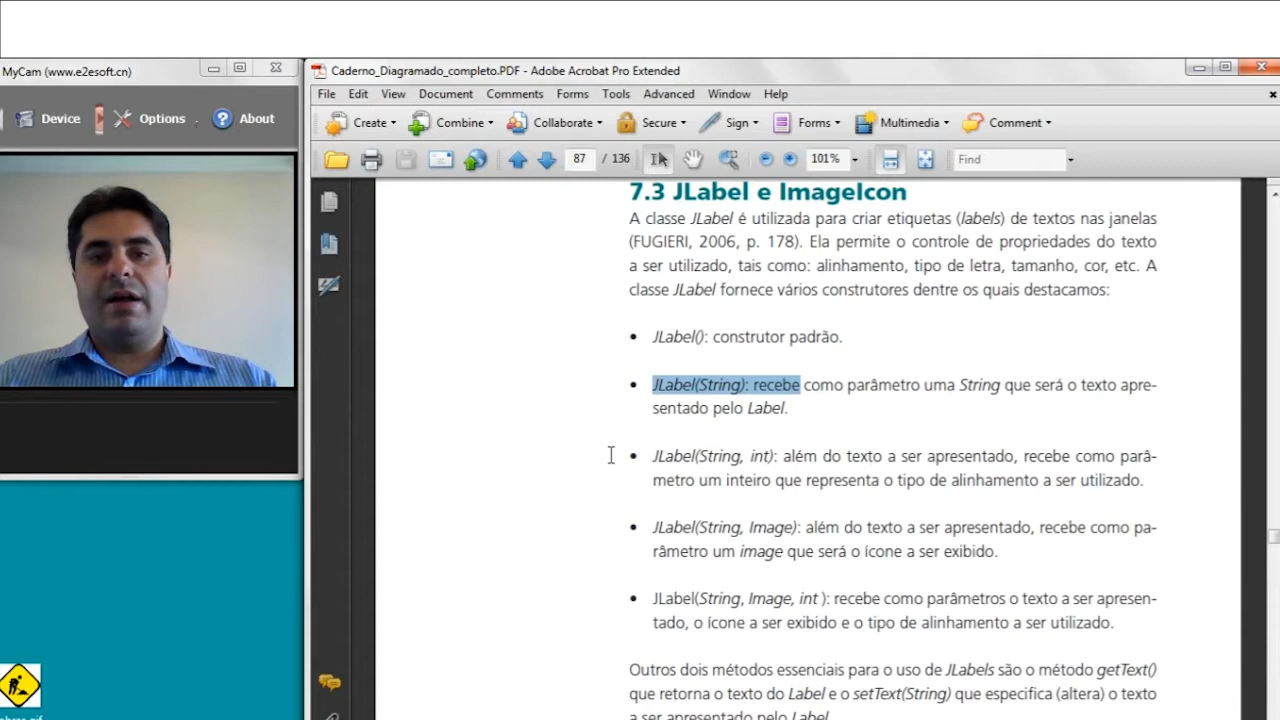 MyCam (www.e2esoft.cn)
Device
Options
About
Caderno_Diagramado_completo.PDF - Adobe Acrobat Pro Extended
File Edit View Document Comments Forms Tools Advanced Window Help
Create Combine Collaborate Secure Sign Forms Multimedia Comment
87 / 136 101% Find
7.3 JLabel e ImageIcon
A classe JLabel é utilizada para criar etiquetas (labels) de textos nas janelas
(FUGIERI, 2006, p. 178). Ela permite o controle de propriedades do texto
a ser utilizado, tais como: alinhamento, tipo de letra, tamanho, cor, etc. A
classe JLabel fornece vários construtores dentre os quais destacamos:
• JLabel(): construtor padrão.
• JLabel(String): recebe como parâmetro uma String que será o texto apre-
sentado pelo Label.
• JLabel(String, int): além do texto a ser apresentado, recebe como parâ-
metro um inteiro que representa o tipo de alinhamento a ser utilizado.
• JLabel(String, Image): além do texto a ser apresentado, recebe como pa-
râmetro um image que será o ícone a ser exibido.
• JLabel(String, Image, int ): recebe como parâmetros o texto a ser apresen-
tado, o ícone a ser exibido e o tipo de alinhamento a ser utilizado.
Outros dois métodos essenciais para o uso de JLabels são o método getText()
que retorna o texto do Label e o setText(String) que especifica (altera) o texto
a ser apresentado pelo Label.